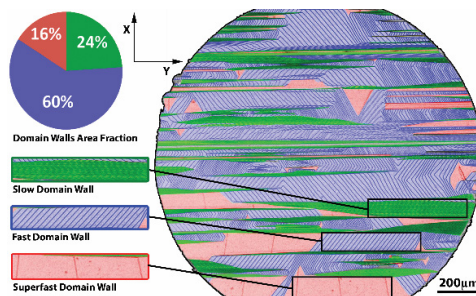 16%
24%
60%
X
Y
Domain Walls Area Fraction
Slow Domain Wall
Fast Domain Wall
Superfast Domain Wall
200μm